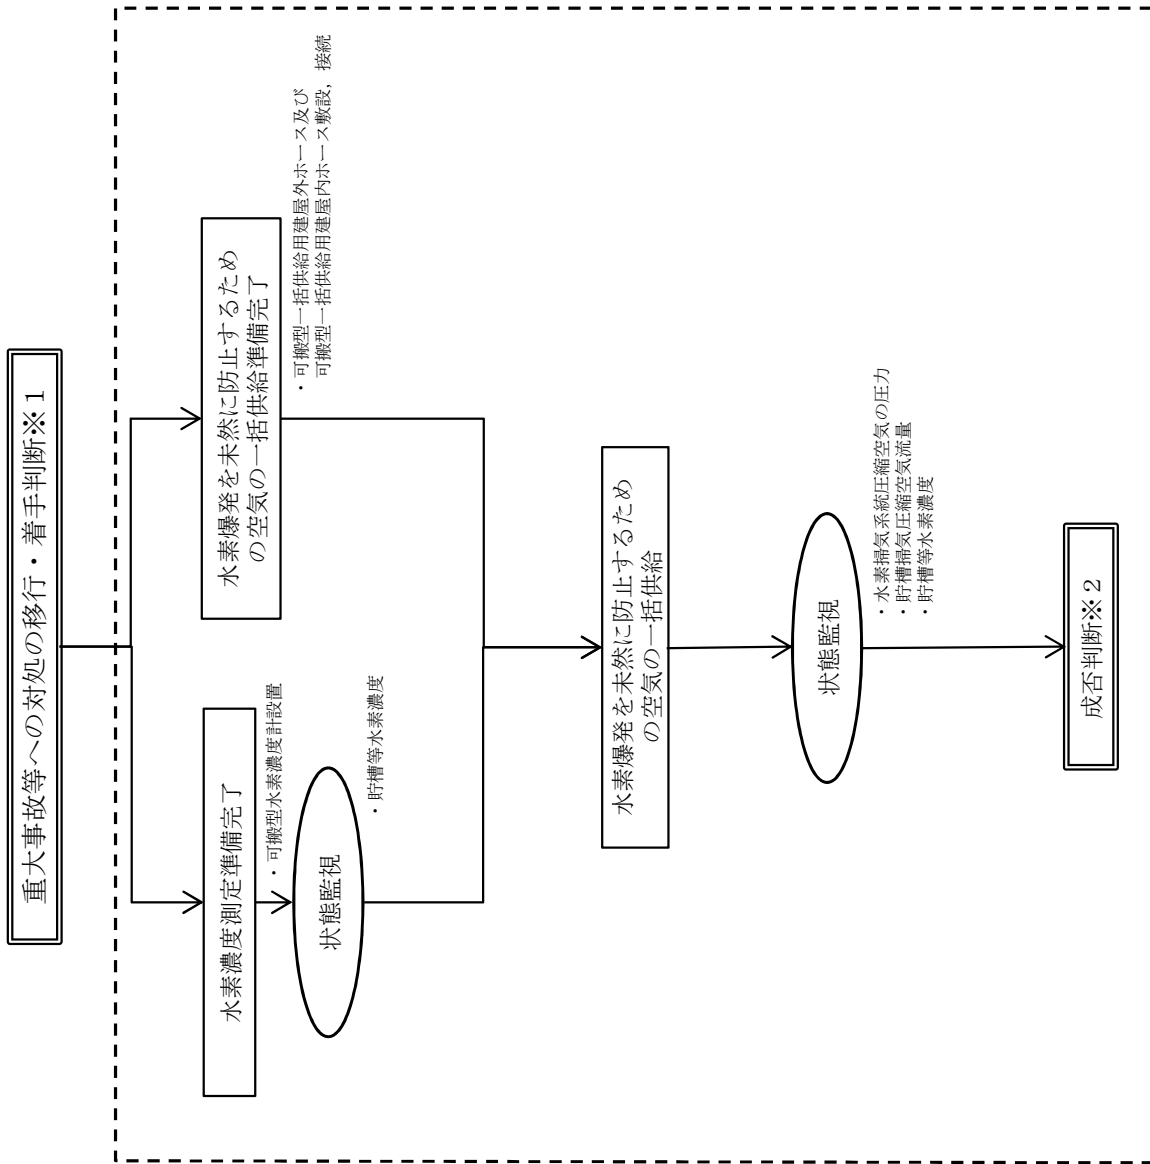 重大事故等への対処の移行・着手判断※１
水素濃度測定準備完了
・可搬型水素濃度計設置
状態監視
・貯槽等水素濃度
水素爆発を未然に防止するため
の空気の一括供給準備完了
・可搬型一括供給用建屋外ホース及び
可搬型一括供給用建屋内ホース敷設，接続
水素爆発を未然に防止するため
の空気の一括供給
状態監視
・水素掃気系統圧縮空気の圧力
・貯槽掃気圧縮空気流量
・貯槽等水素濃度
成否判断※２